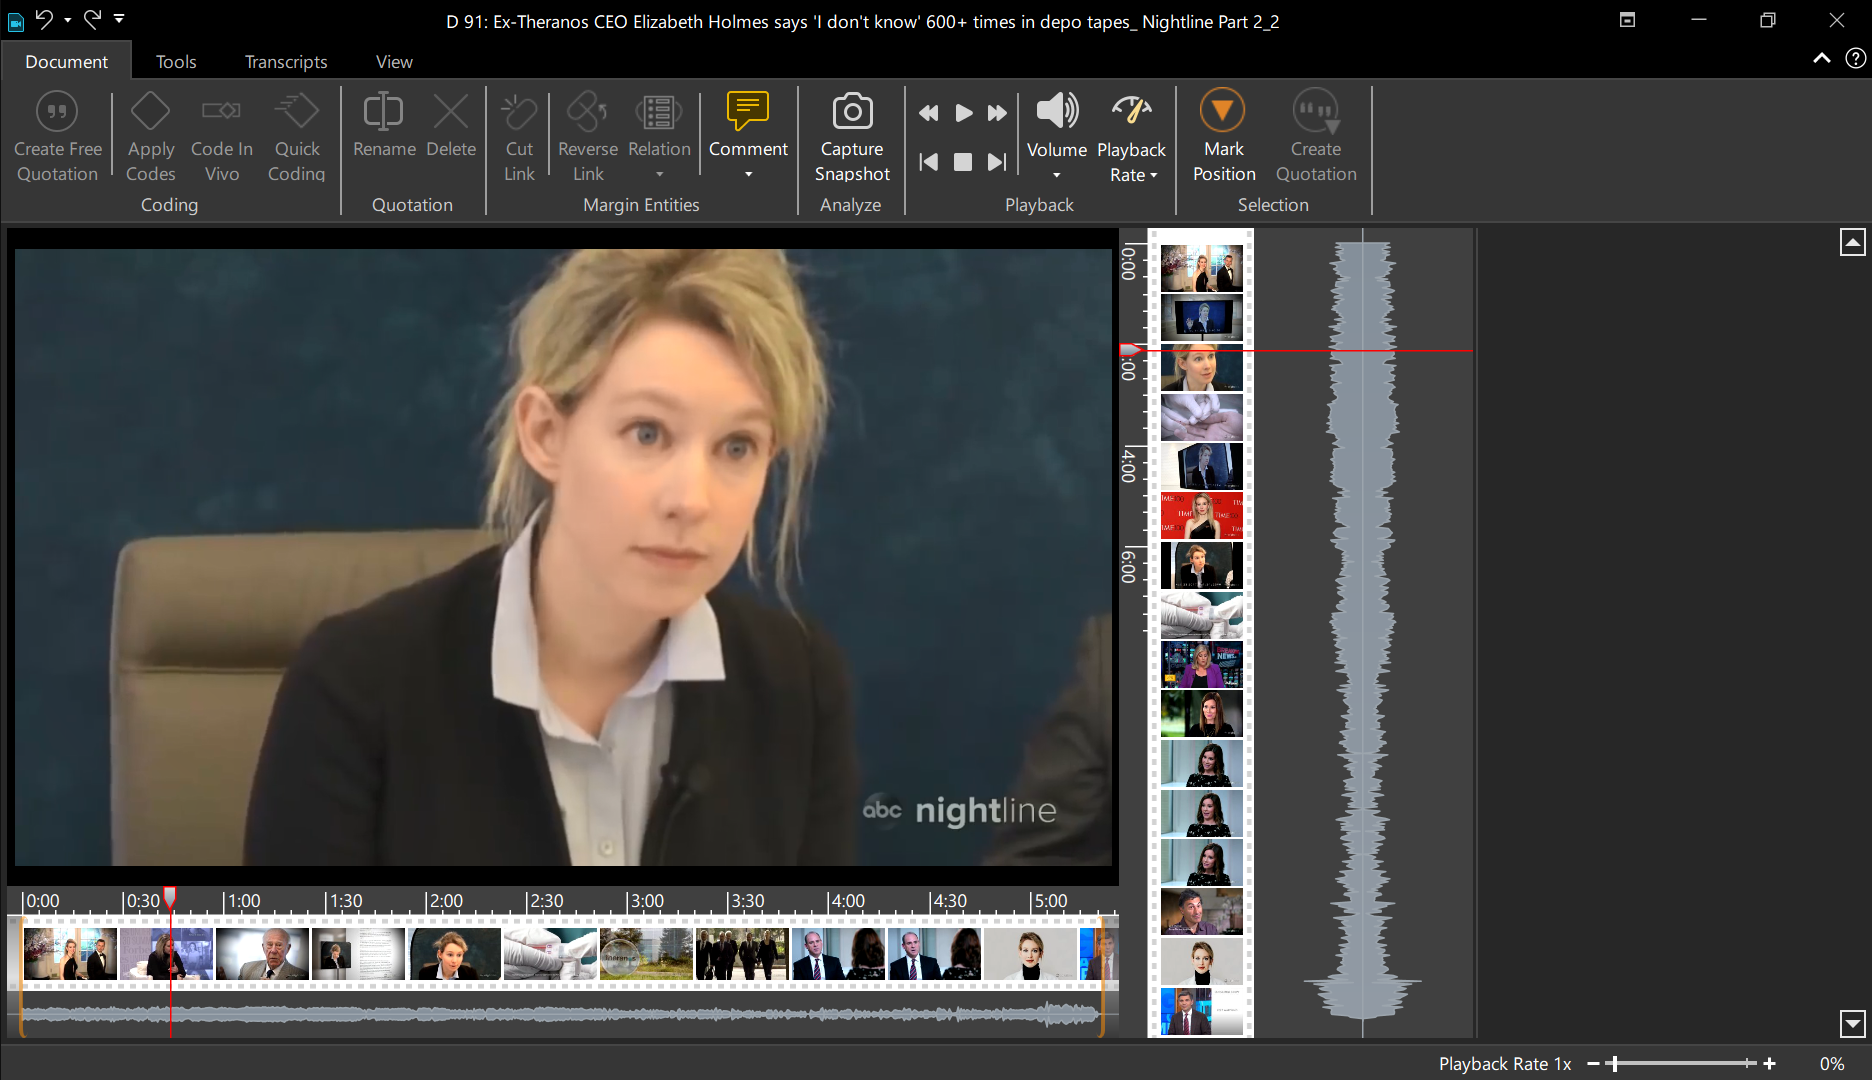 D 91: Ex-Theranos CEO Elizabeth Holmes says 'I don't know' 600+ times in depo tapes_ Nightline Part 2_2
Document Tools Transcripts View
Create Free Quotation
Apply Codes
Code In Vivo
Quick Coding
Rename
Delete
Cut Link
Reverse Link
Relation
Comment
Capture Snapshot
Volume
Playback Rate
Mark Position
Create Quotation
Coding Quotation Margin Entities Analyze Playback Selection
abc nightline
0:00
:00
4:00
6:00
TIME
TIME
NEWS
0:00 0:30 1:00 1:30 2:00 2:30 3:00 3:30 4:00 4:30 5:00
Playback Rate 1x 0%